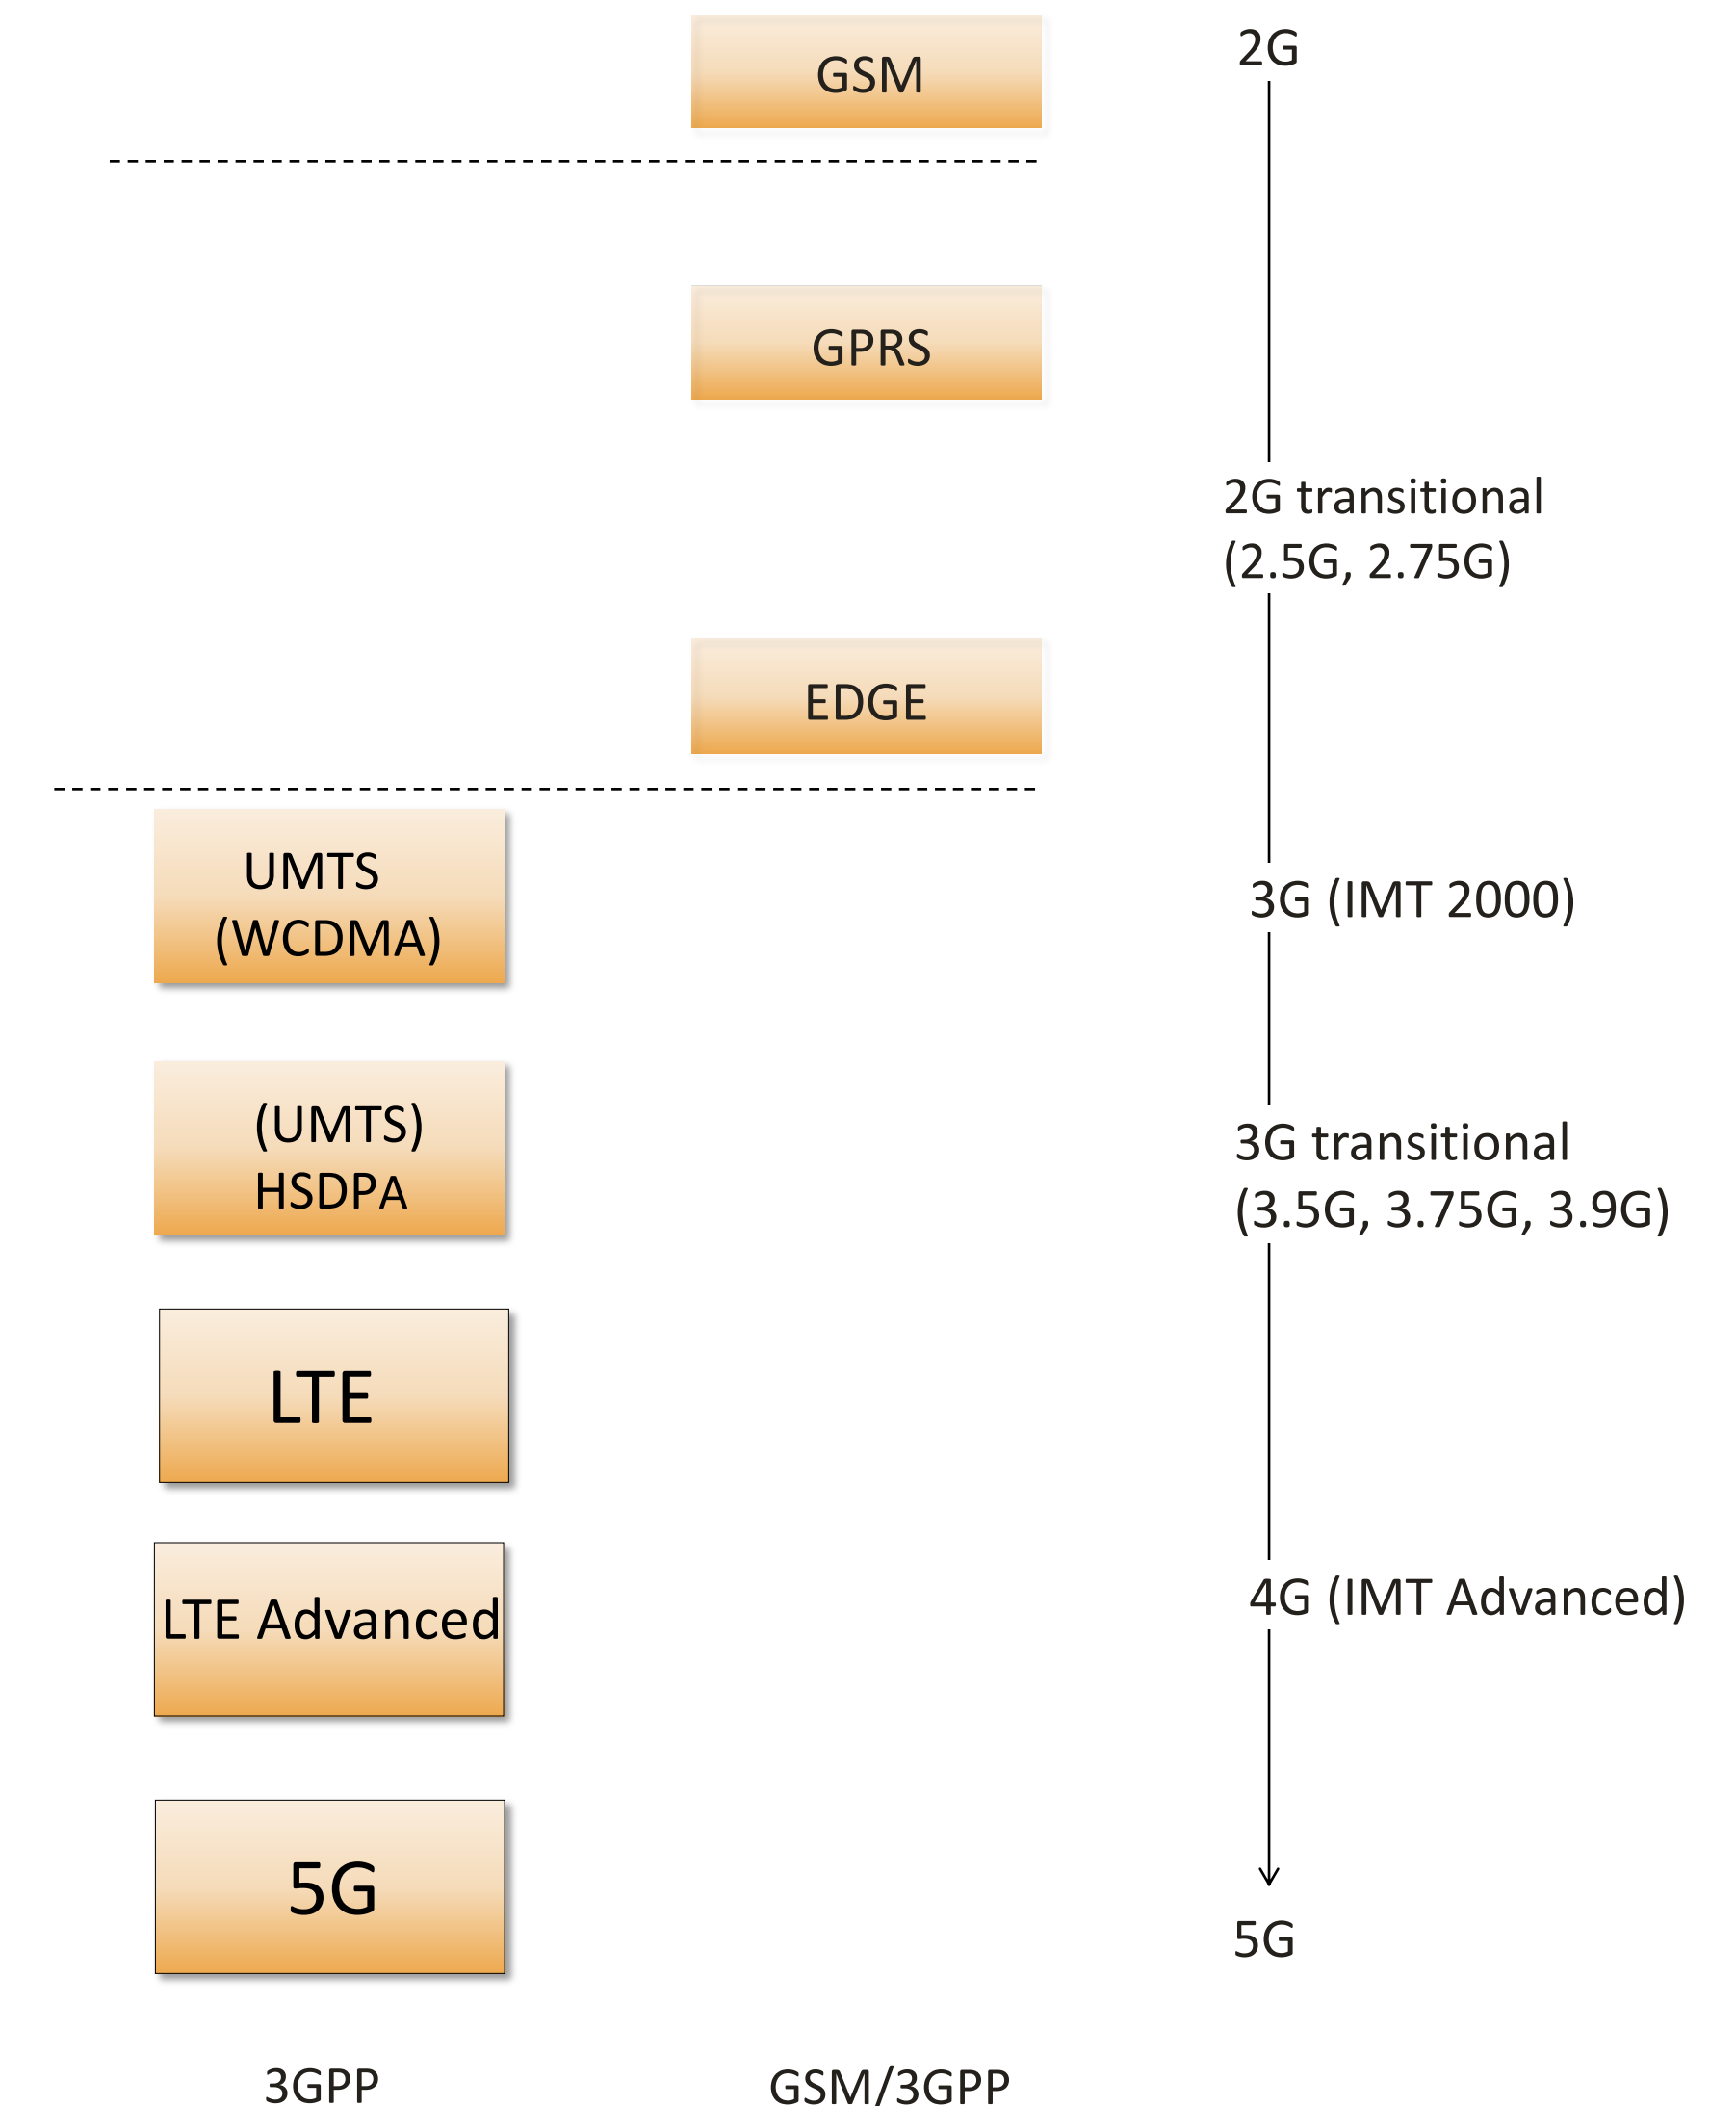 GSM
2G
GPRS
2G transitional
(2.5G, 2.75G)
EDGE
UMTS
(WCDMA)
3G (IMT 2000)
(UMTS)
HSDPA
3G transitional
(3.5G, 3.75G, 3.9G)
LTE
LTE Advanced
4G (IMT Advanced)
5G
5G
3GPP
GSM/3GPP